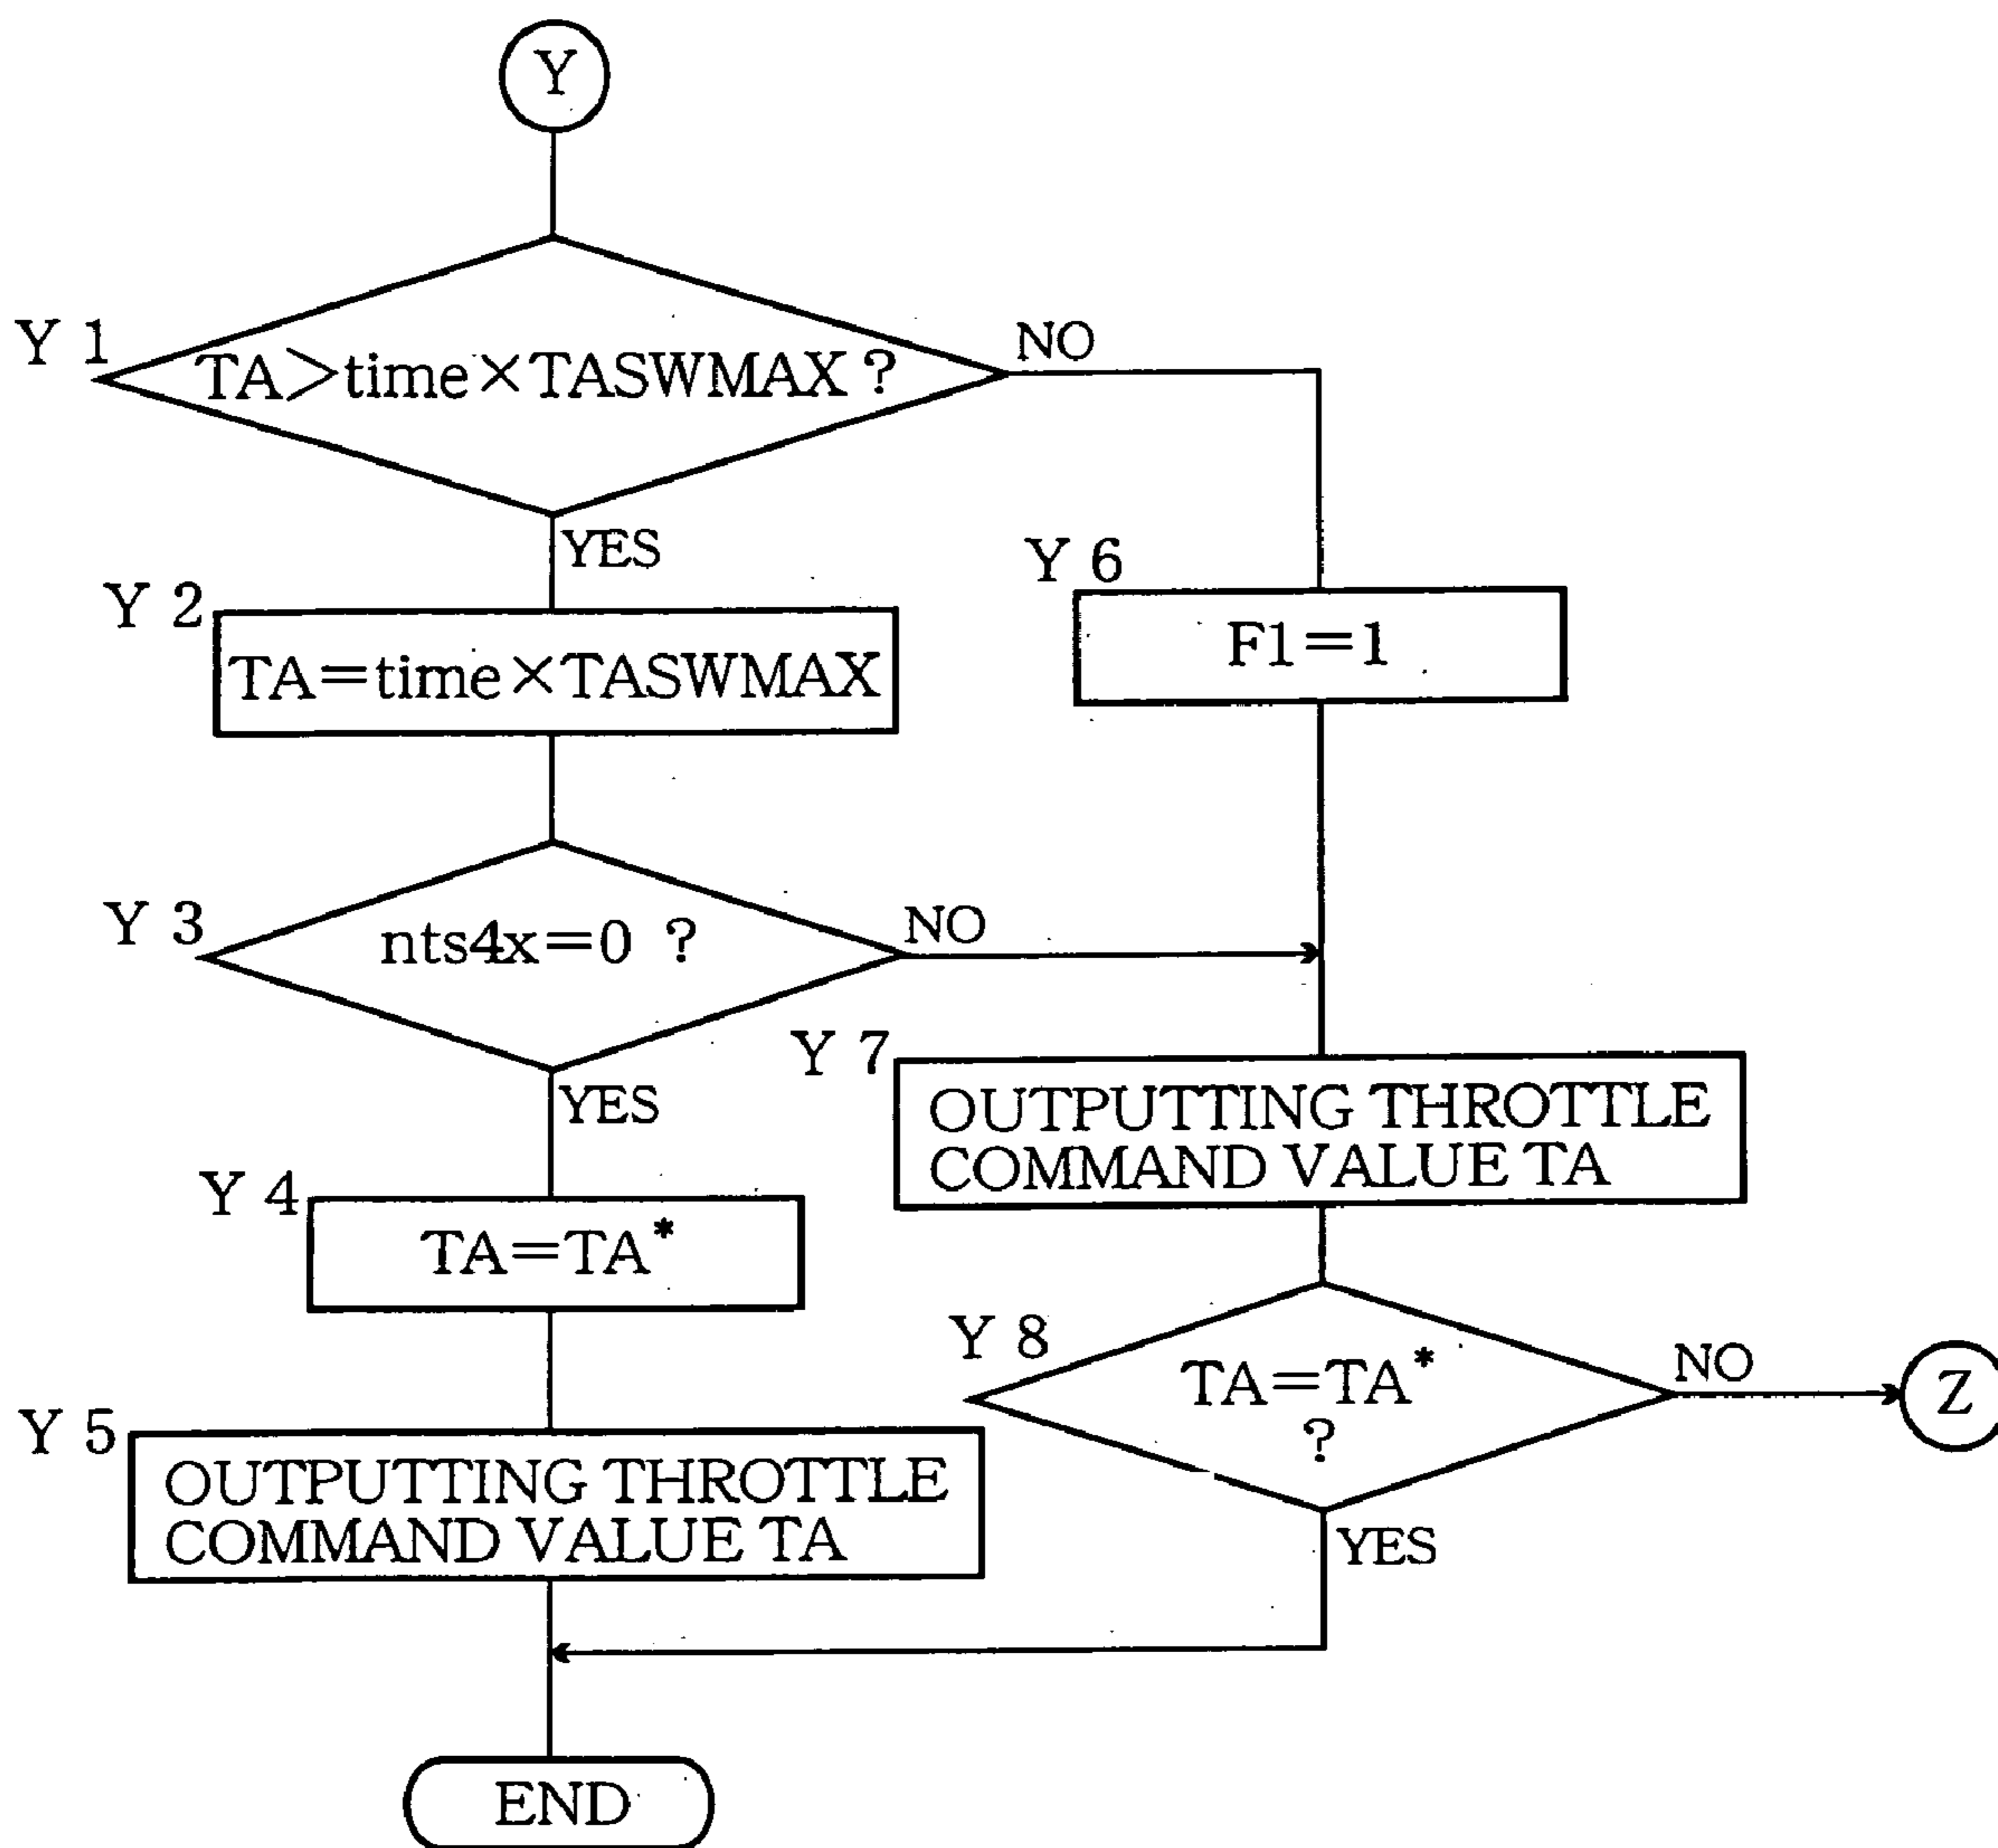 Y
Y 1
TA>time×TASWMAX ?
NO
YES
Y 2
TA=time×TASWMAX
Y 6
F1=1
Y 3
nts4x=0 ?
NO
YES
Y 7
OUTPUTTING THROTTLE
COMMAND VALUE TA
Y 4
TA=TA*
Y 8
TA=TA*
?
NO
Z
YES
Y 5
OUTPUTTING THROTTLE
COMMAND VALUE TA
END